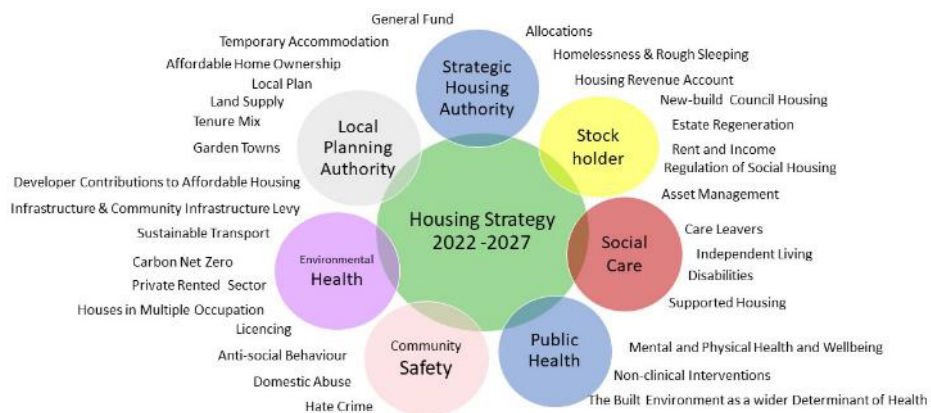 General Fund
Temporary Accommodation
Affordable Home Ownership
Local Plan
Land Supply
Tenure Mix
Garden Towns
Developer Contributions to Affordable Housing
Infrastructure & Community Infrastructure Levy
Sustainable Transport
Carbon Net Zero
Private Rented Sector
Houses in Multiple Occupation
Licencing
Anti-social Behaviour
Domestic Abuse
Hate Crime
Strategic
Housing
Authority
Local
Planning
Authority
Environmental
Health
Community
Safety
Housing Strategy
2022 -2027
Public
Health
Social
Care
Stock
holder
Allocations
Homelessness & Rough Sleeping
Housing Revenue Account
New-build Council Housing
Estate Regeneration
Rent and Income
Regulation of Social Housing
Asset Management
Care Leavers
Independent Living
Disabilities
Supported Housing
Mental and Physical Health and Wellbeing
Non-clinical Interventions
The Built Environment as a wider Determinant of Health